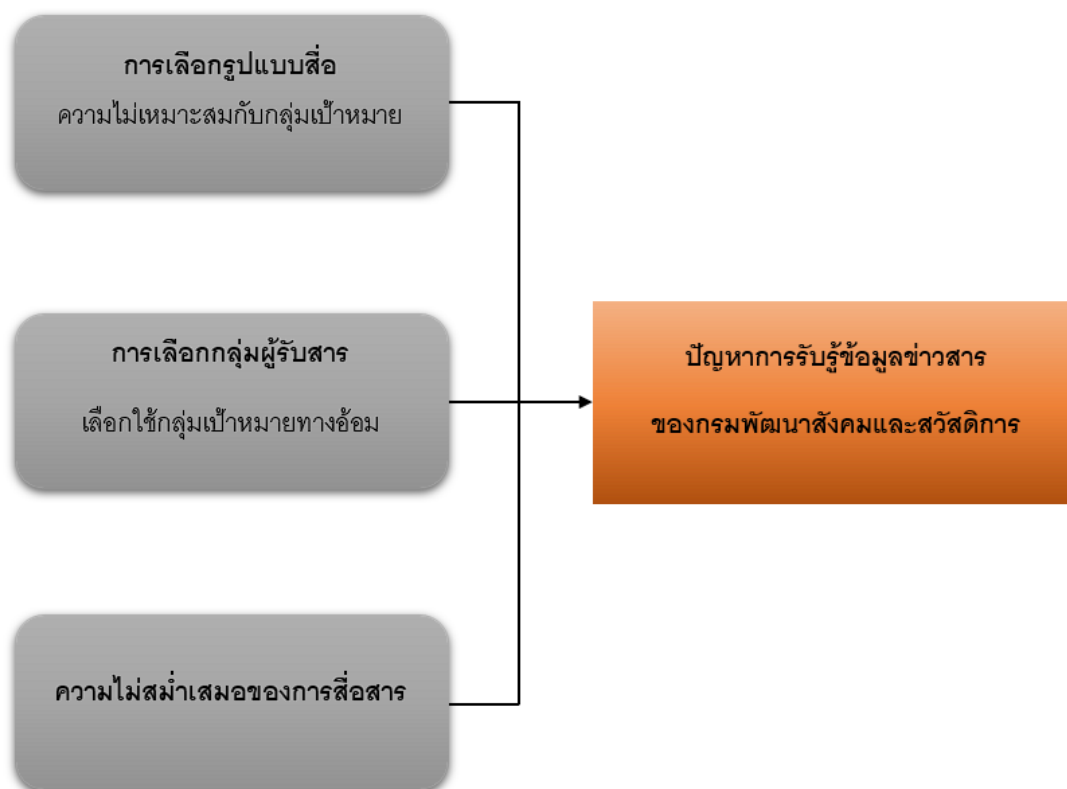 การเลือกรูปแบบสื่อ
ความไม่เหมาะสมกับกลุ่มเป้าหมาย
การเลือกกลุ่มผู้รับสาร
เลือกใช้กลุ่มเป้าหมายทางอ้อม
ความไม่สม่ำเสมอของการสื่อสาร
ปัญหาการรับรู้ข้อมูลข่าวสาร
ของกรมพัฒนาสังคมและสวัสดิการ